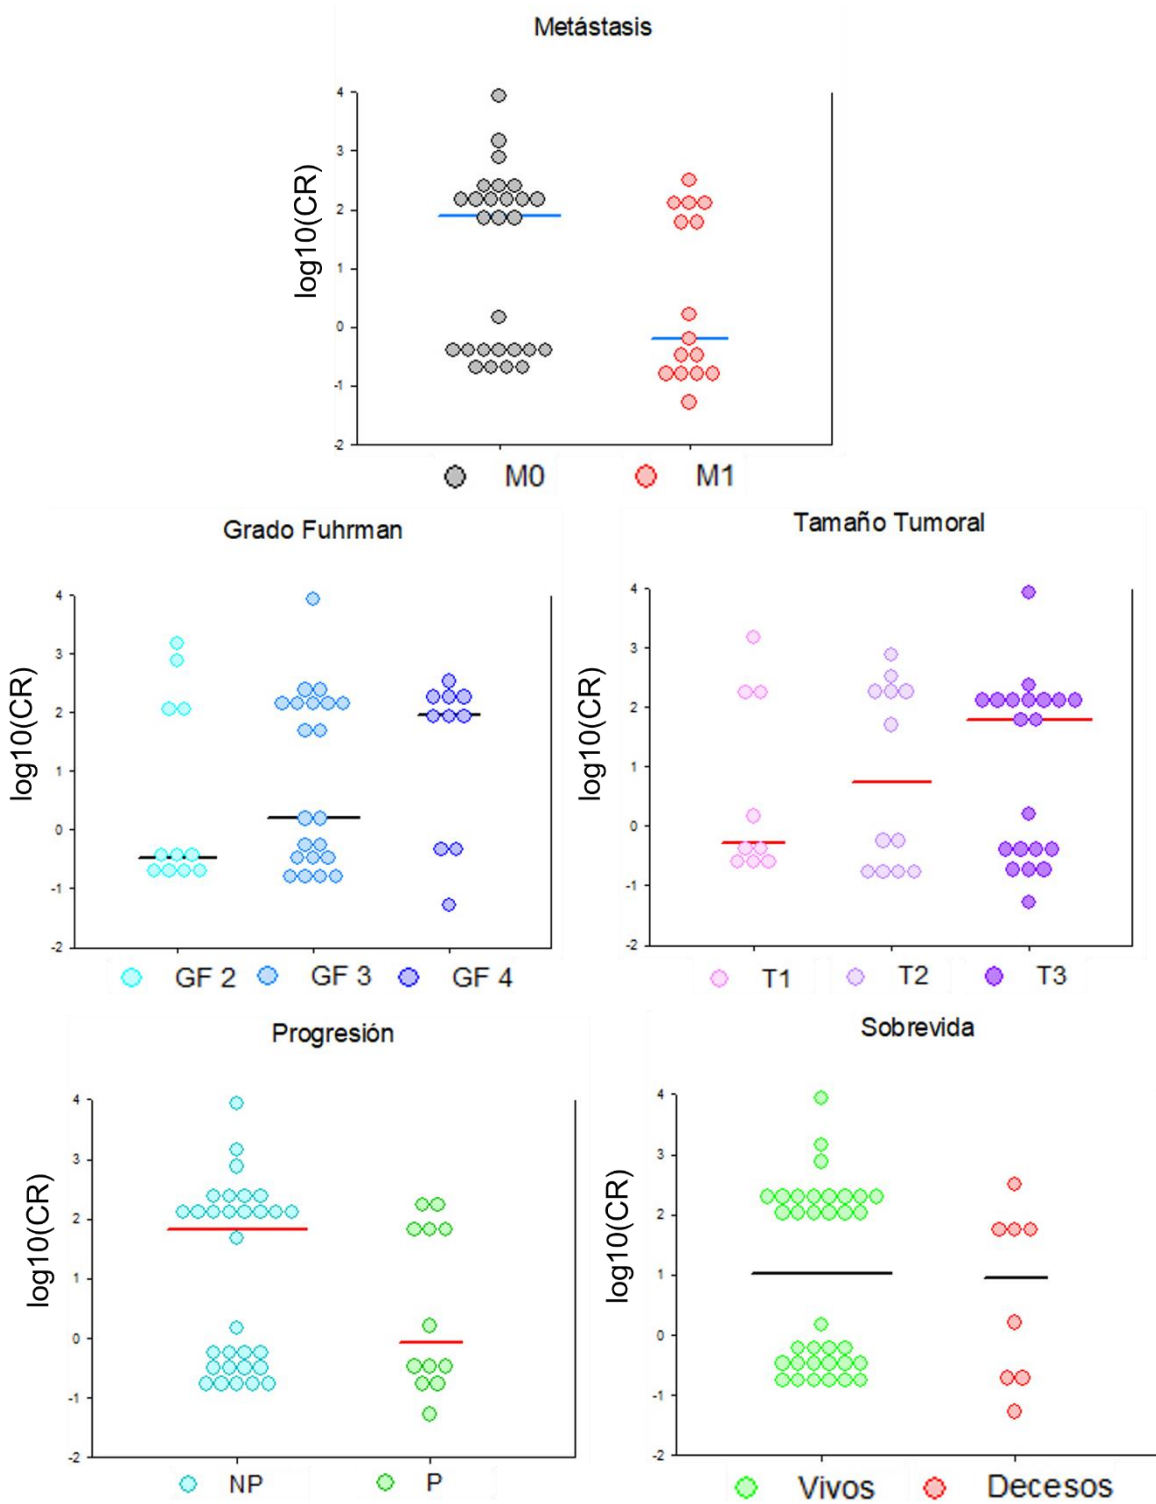 Metástasis
log10(CR)
4
3
2
1
0
-1
-2
M0 M1
Grado Fuhrman
log10(CR)
4
3
2
1
0
-1
-2
GF 2 GF 3 GF 4
Tamaño Tumoral
log10(CR)
4
3
2
1
0
-1
-2
T1 T2 T3
Progresión
log10(CR)
4
3
2
1
0
-1
-2
NP P
Sobrevida
log10(CR)
4
3
2
1
0
-1
-2
Vivos Decesos